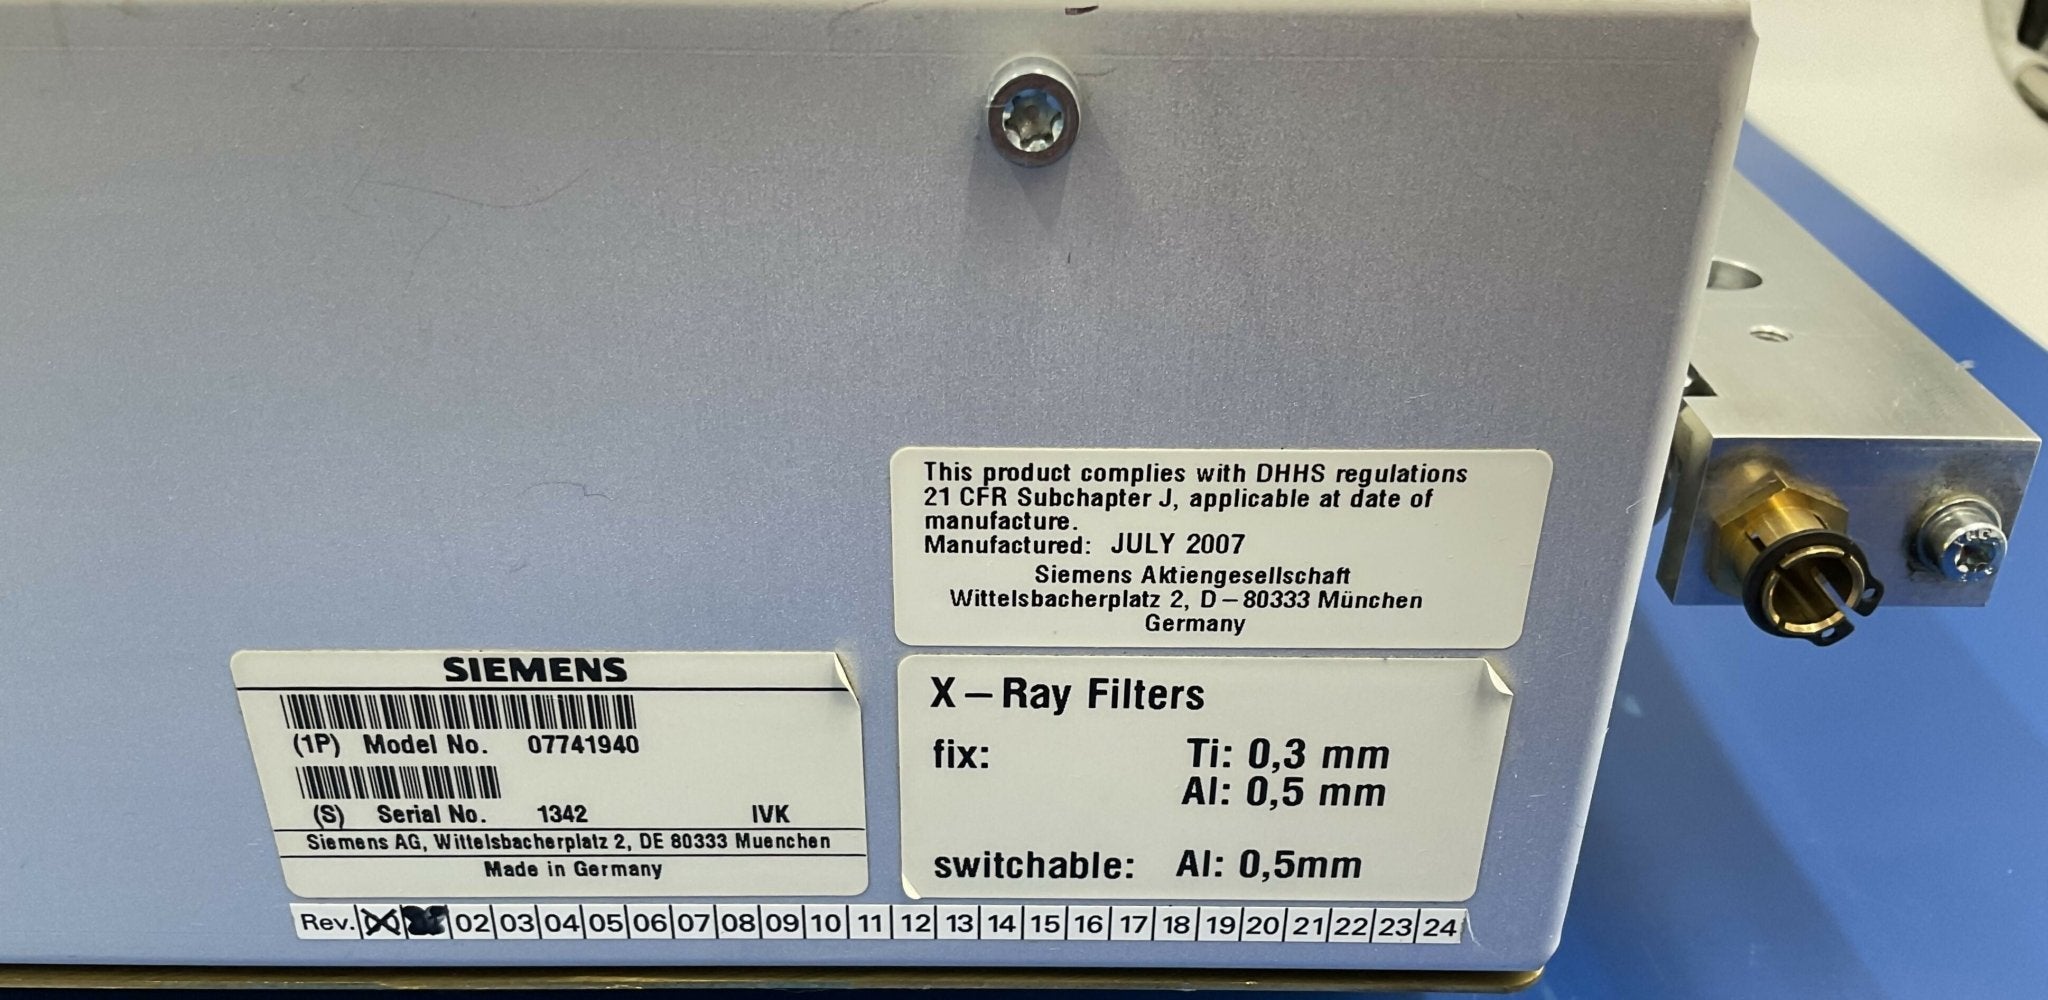 This product complies with DHHS regulations
21 CFR Subchapter J, applicable at date of
manufacture.
Manufactured: JULY 2007
Siemens Aktiengesellschaft
Wittelsbacherplatz 2, D – 80333 München
Germany
SIEMENS
(1P) Model No. 07741940
(S) Serial No. 1342 IVK
Siemens AG, Wittelsbacherplatz 2, DE 80333 Muenchen
Made in Germany
X – Ray Filters
fix: Ti: 0,3 mm
Al: 0,5 mm
switchable: Al: 0,5mm
Rev. 00 02 03 04 05 06 07 08 09 10 11 12 13 14 15 16 17 18 19 20 21 22 23 24